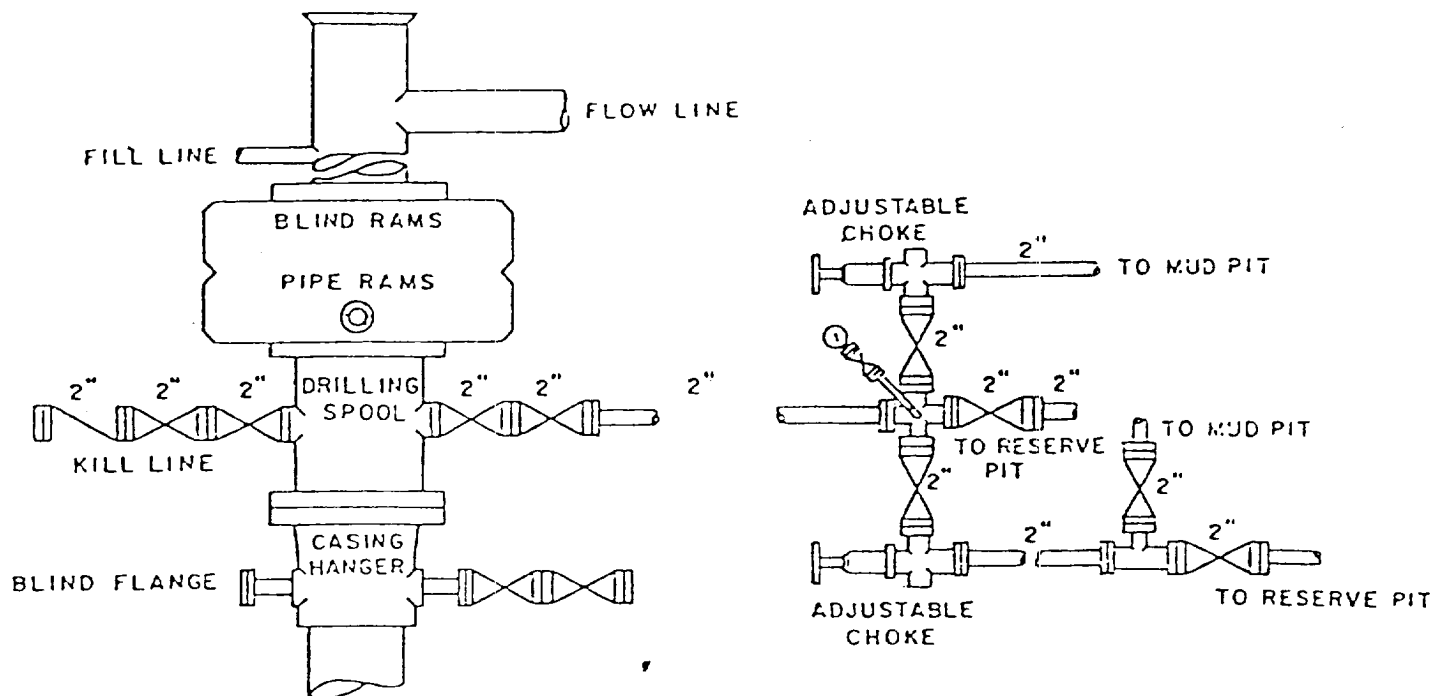 FLOW LINE
FILL LINE
BLIND RAMS
PIPE RAMS
2" 2" 2" DRILLING SPOOL 2" 2" 2"
KILL LINE
CASING HANGER
BLIND FLANGE
ADJUSTABLE
CHOKE
2"
TO MUD PIT
2"
2" 2"
TO RESERVE
PIT
TO MUD PIT
2"
2"
2"
2"
TO RESERVE PIT
ADJUSTABLE
CHOKE